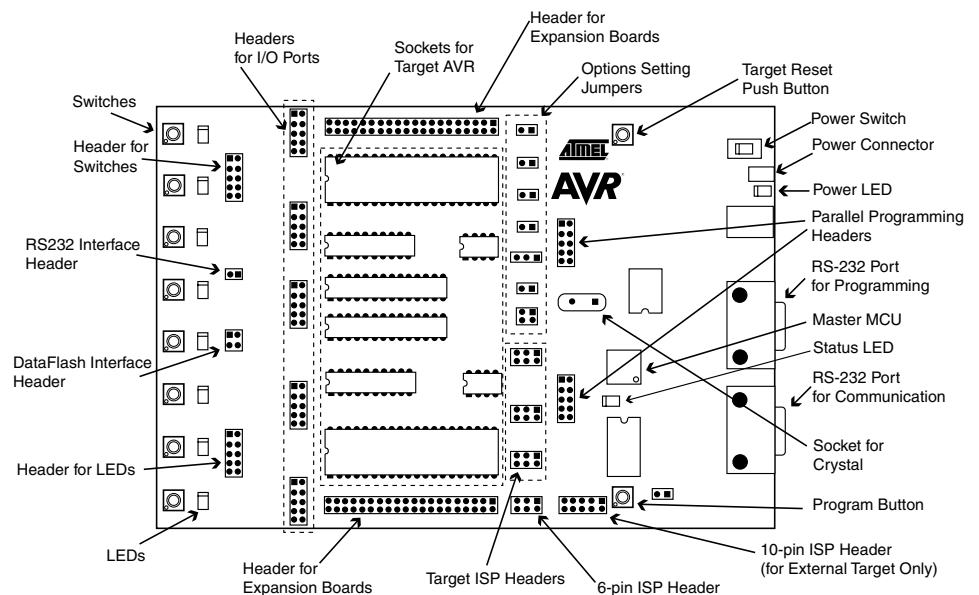 Header for
Expansion Boards
Headers
for I/O Ports
Sockets for
Target AVR
Options Setting
Jumpers
Target Reset
Push Button
Switches
Header for
Switches
Power Switch
Power Connector
Power LED
ATMEL
AVR®
Parallel Programming
Headers
RS232 Interface
Header
RS-232 Port
for Programming
Master MCU
Status LED
DataFlash Interface
Header
RS-232 Port
for Communication
Socket for
Crystal
Header for LEDs
Program Button
LEDs
Header for
Expansion Boards
Target ISP Headers
6-pin ISP Header
10-pin ISP Header
(for External Target Only)